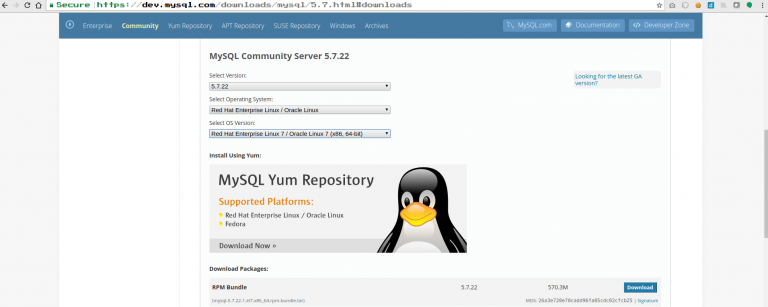 Secure https://dev.mysql.com/downloads/mysql/5.7.html#downloads
Enterprise Community Yum Repository APT Repository SUSE Repository Windows Archives MySQL.com Documentation Developer Zone
MySQL Community Server 5.7.22
Select Version:
5.7.22
Looking for the latest GA
version?
Select Operating System:
Red Hat Enterprise Linux / Oracle Linux
Select OS Version:
Red Hat Enterprise Linux 7 / Oracle Linux 7 (x86, 64-bit)
Install Using Yum:
MySQL Yum Repository
Supported Platforms:
Red Hat Enterprise Linux / Oracle Linux
Fedora
Download Now »
Download Packages:
RPM Bundle 5.7.22 570.3M Download
(mysql-5.7.22-1.el7.x86_64.rpm-bundle.tar) MD5: | Signature